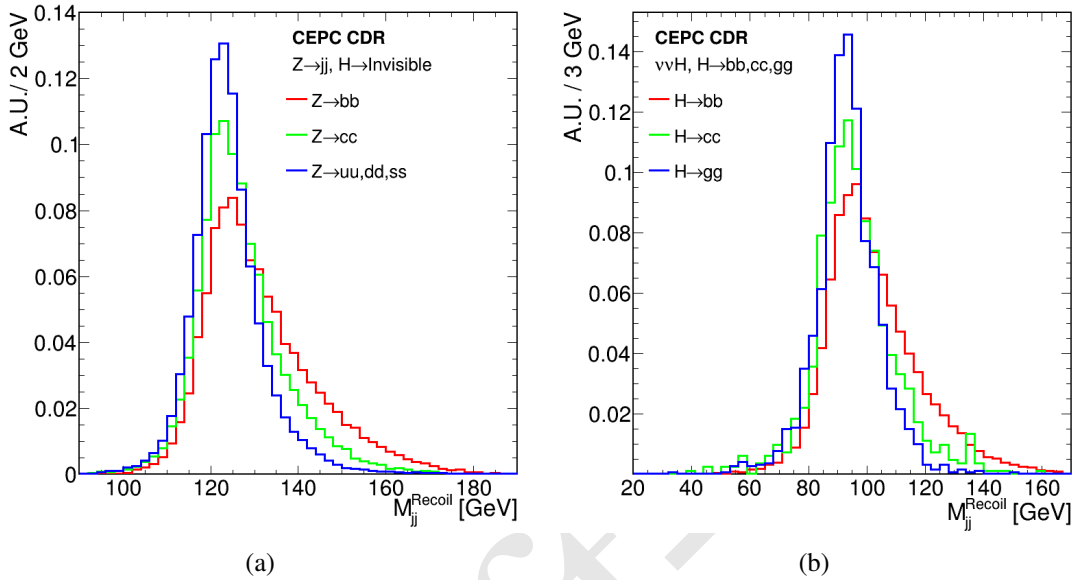 A.U./ 2 GeV
0.14
0.12
0.1
0.08
0.06
0.04
0.02
0
CEPC CDR
Z→jj, H→Invisible
Z→bb
Z→cc
Z→uu,dd,ss
100 120 140 160 180
M_jj^Recoil [GeV]
(a)
A.U. / 3 GeV
0.14
0.12
0.1
0.08
0.06
0.04
0.02
CEPC CDR
ννH, H→bb,cc,gg
H→bb
H→cc
H→gg
20 40 60 80 100 120 140 160
M_jj^Recoil [GeV]
(b)